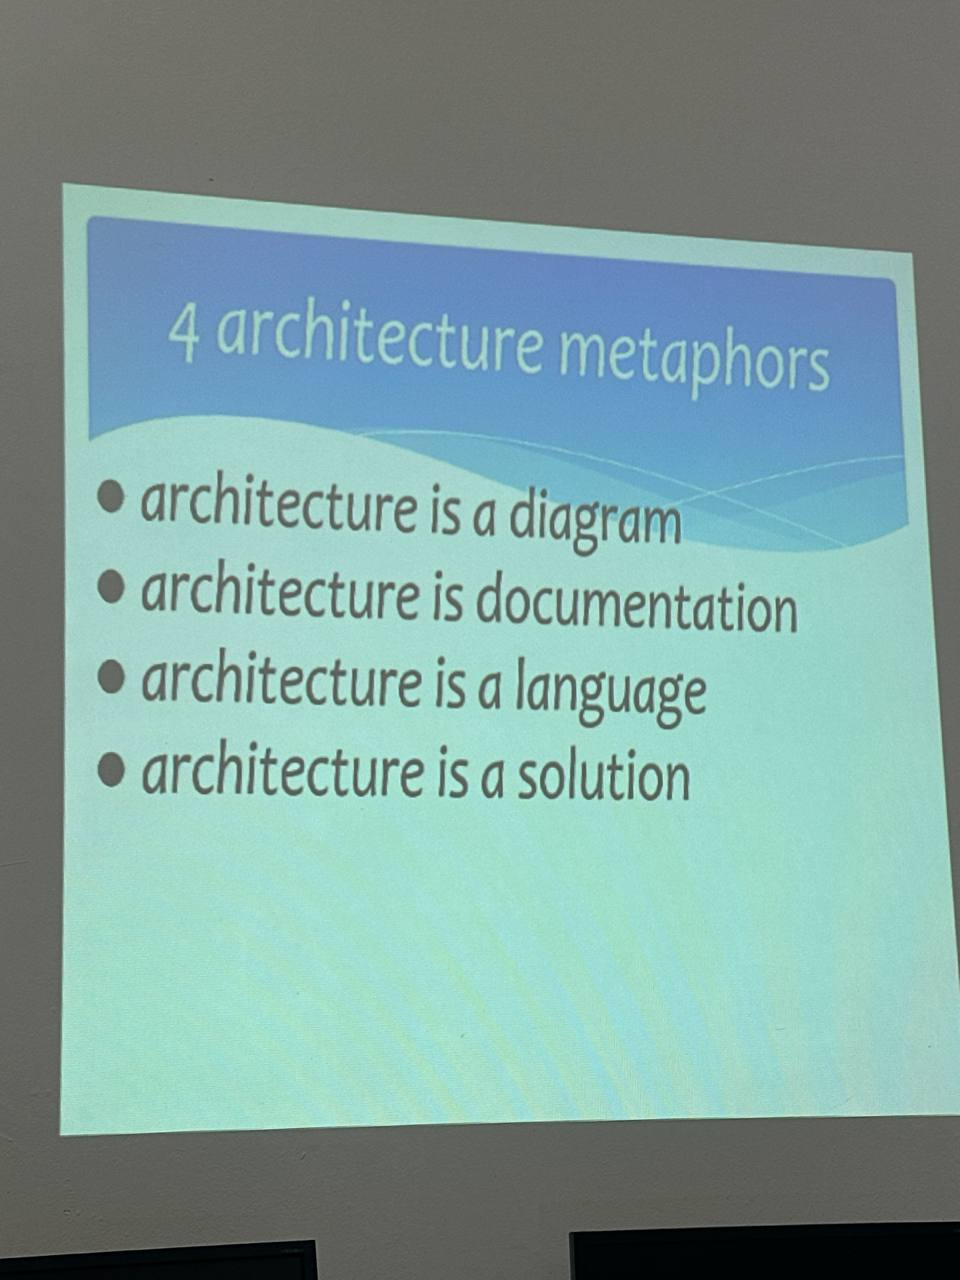 4 architecture metaphors
● architecture is a diagram
● architecture is documentation
● architecture is a language
● architecture is a solution